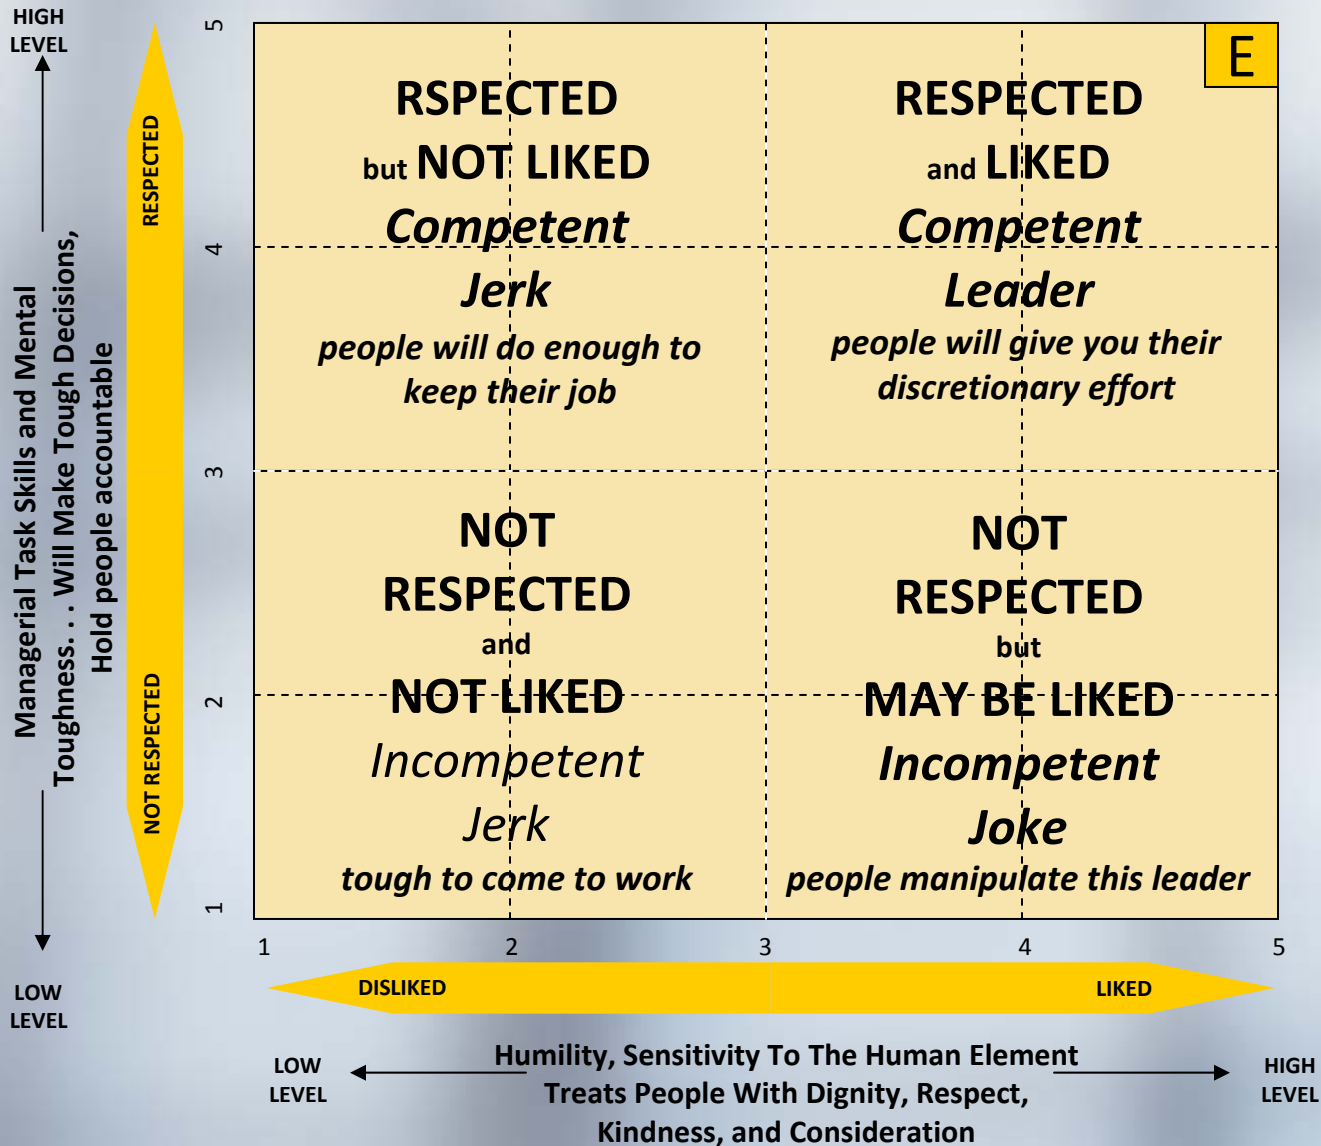 HIGH
LEVEL
Managerial Task Skills and Mental
Toughness. . . Will Make Tough Decisions,
Hold people accountable
LOW
LEVEL
RESPECTED
NOT RESPECTED
5
4
3
2
1
E
RSPECTED
but NOT LIKED
Competent
Jerk
people will do enough to
keep their job
RESPECTED
and LIKED
Competent
Leader
people will give you their
discretionary effort
NOT
RESPECTED
and
NOT LIKED
Incompetent
Jerk
tough to come to work
NOT
RESPECTED
but
MAY BE LIKED
Incompetent
Joke
people manipulate this leader
1 2 3 4 5
DISLIKED LIKED
LOW
LEVEL
Humility, Sensitivity To The Human Element
Treats People With Dignity, Respect,
Kindness, and Consideration
HIGH
LEVEL